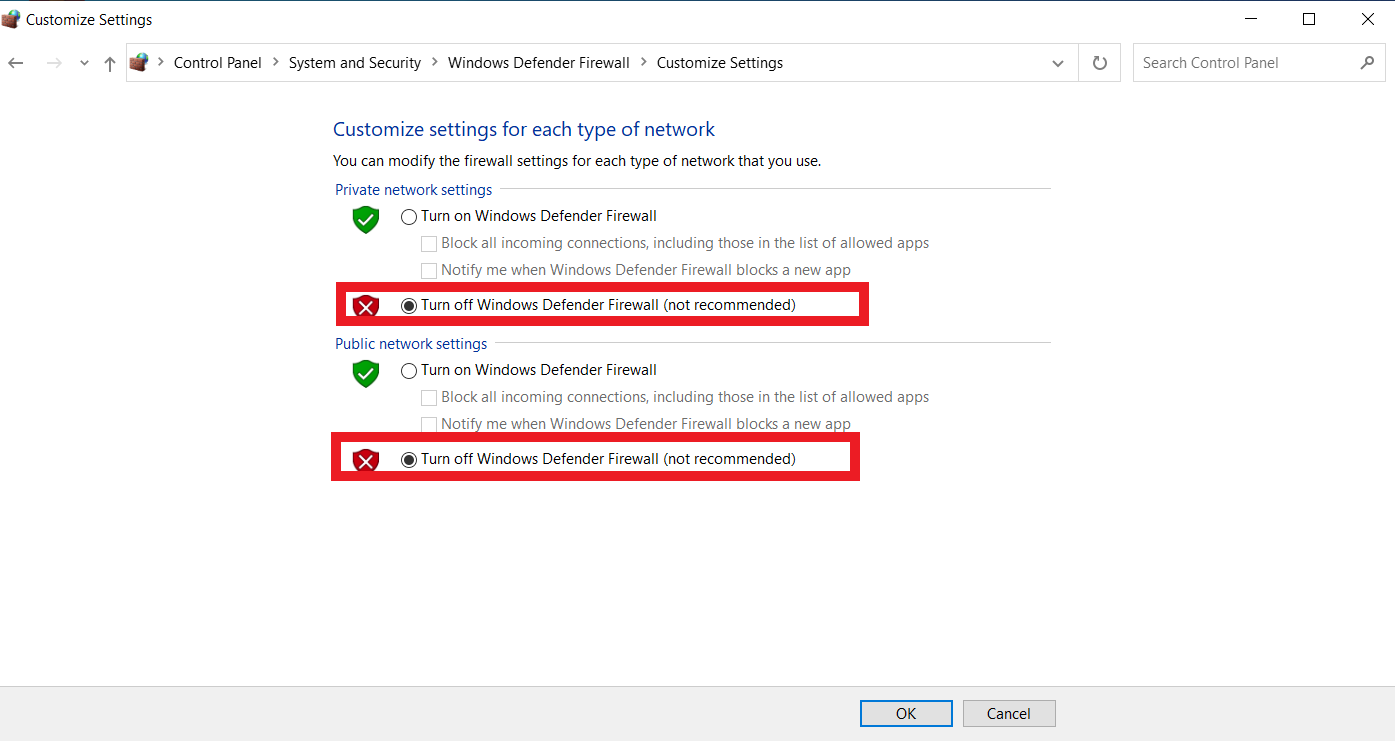 Customize Settings
Control Panel > System and Security > Windows Defender Firewall > Customize Settings
Search Control Panel
Customize settings for each type of network
You can modify the firewall settings for each type of network that you use.
Private network settings
Turn on Windows Defender Firewall
Block all incoming connections, including those in the list of allowed apps
Notify me when Windows Defender Firewall blocks a new app
Turn off Windows Defender Firewall (not recommended)
Public network settings
Turn on Windows Defender Firewall
Block all incoming connections, including those in the list of allowed apps
Notify me when Windows Defender Firewall blocks a new app
Turn off Windows Defender Firewall (not recommended)
OK Cancel